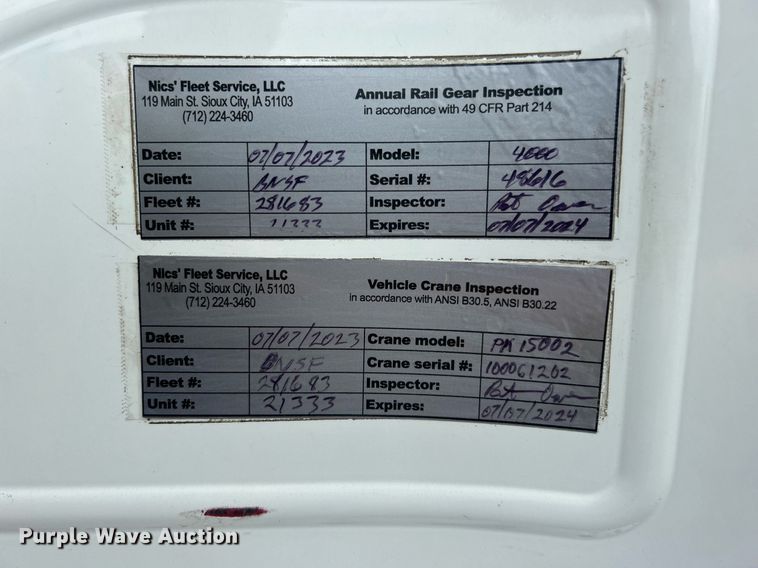 Nics' Fleet Service, LLC
119 Main St. Sioux City, IA 51103
(712) 224-3460
Annual Rail Gear Inspection
in accordance with 49 CFR Part 214
Date: 07/07/2023 Model: 4000
Client: BNSF Serial #: 48616
Fleet #: 281683 Inspector:
Unit #: Expires: 07/07/2024
Nics' Fleet Service, LLC
119 Main St. Sioux City, IA 51103
(712) 224-3460
Vehicle Crane Inspection
in accordance with ANSI B30.5, ANSI B30.22
Date: 07/07/2023 Crane model: PK 15002
Client: BNSF Crane serial #: 100061202
Fleet #: 281683 Inspector:
Unit #: 21333 Expires: 07/07/2024
Purple Wave Auction